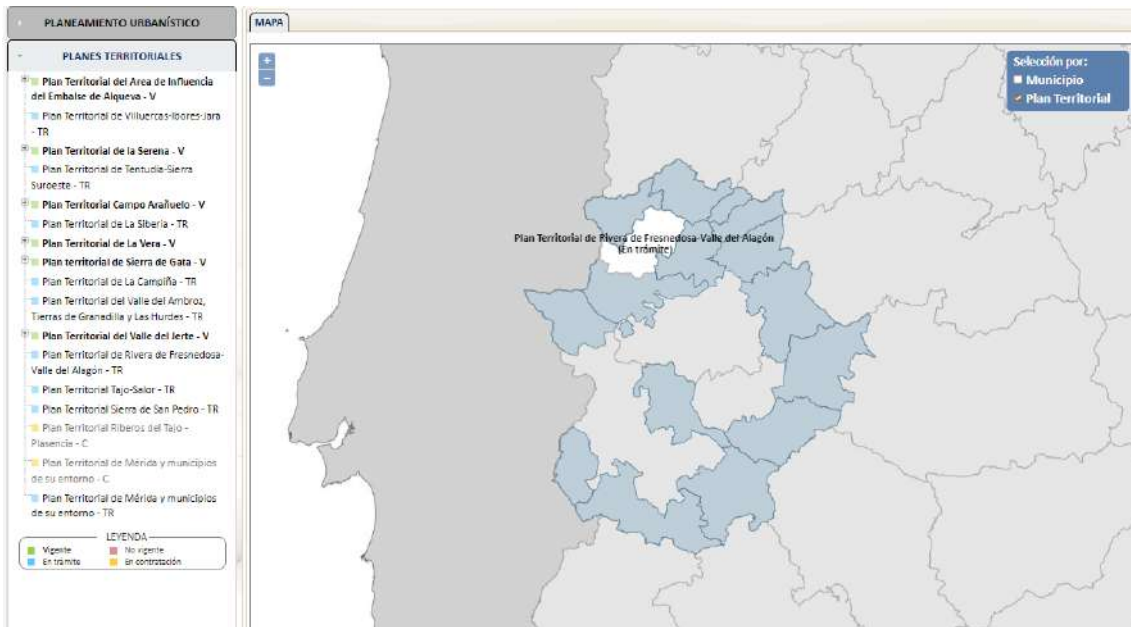 PLANEAMIENTO URBANÍSTICO
PLANES TERRITORIALES
Plan Territorial del Area de Influencia
del Embalse de Alqueva - V
Plan Territorial de Villuercas-Ibores-Jara
- TR
Plan Territorial de la Serena - V
Plan Territorial de Tentudía-Sierra
Suroeste - TR
Plan Territorial Campo Arañuelo - V
Plan Territorial de La Siberia - TR
Plan Territorial de La Vera - V
Plan territorial de Sierra de Gata - V
Plan Territorial de La Campiña - TR
Plan Territorial del Valle del Ambroz,
Tierras de Granadilla y Las Hurdes - TR
Plan Territorial del Valle del Jerte - V
Plan Territorial de Rivera de Fresnedosa-
Valle del Alagón - TR
Plan Territorial Tajo-Salor - TR
Plan Territorial Sierra de San Pedro - TR
Plan Territorial Riberos del Tajo -
Plasencia - C
Plan Territorial de Mérida y municipios
de su entorno - C
Plan Territorial de Mérida y municipios
de su entorno - TR
LEYENDA
Vigente
No vigente
En trámite
En contratación
MAPA
+
-
Selección por:
Municipio
Plan Territorial
Plan Territorial de Rivera de Fresnedosa-Valle del Alagón
(En trámite)